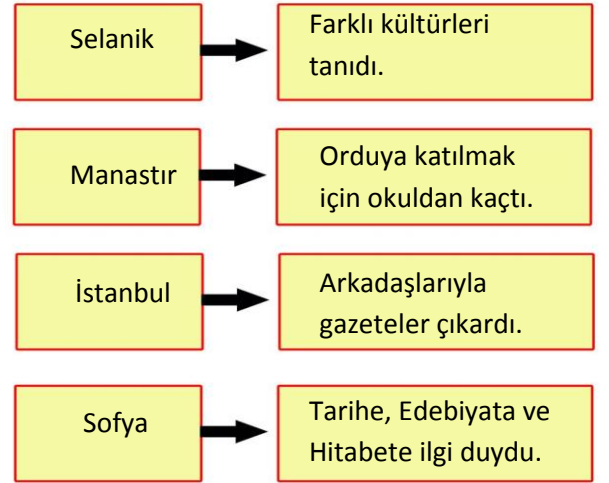 Selanik
Farklı kültürleri
tanıdı.
Manastır
Orduya katılmak
için okuldan kaçtı.
İstanbul
Arkadaşlarıyla
gazeteler çıkardı.
Sofya
Tarihe, Edebiyata ve
Hitabete ilgi duydu.